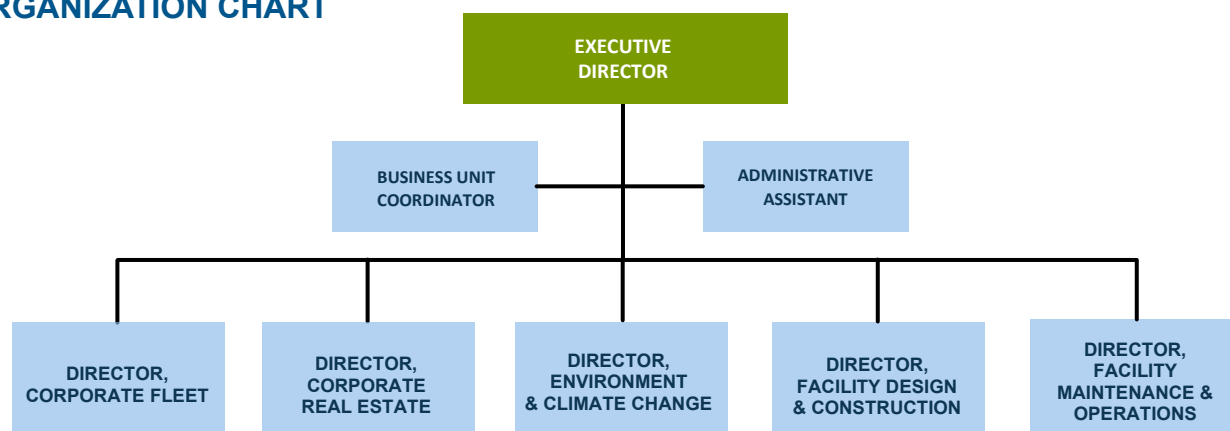 RGANIZATION CHART
EXECUTIVE
DIRECTOR
BUSINESS UNIT
COORDINATOR
ADMINISTRATIVE
ASSISTANT
DIRECTOR,
CORPORATE FLEET
DIRECTOR,
CORPORATE
REAL ESTATE
DIRECTOR,
ENVIRONMENT
& CLIMATE CHANGE
DIRECTOR,
FACILITY DESIGN
& CONSTRUCTION
DIRECTOR,
FACILITY
MAINTENANCE &
OPERATIONS